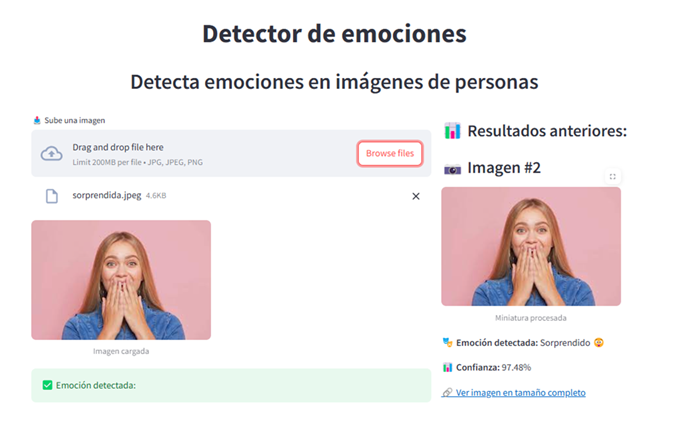 Detector de emociones
Detecta emociones en imágenes de personas
Sube una imagen
Drag and drop file here
Limit 200MB per file • JPG, JPEG, PNG
Browse files
sorprendida.jpeg 4.6KB
Imagen cargada
Emoción detectada:
Resultados anteriores:
Imagen #2
Miniatura procesada
Emoción detectada: Sorprendido
Confianza: 97.48%
Ver imagen en tamaño completo